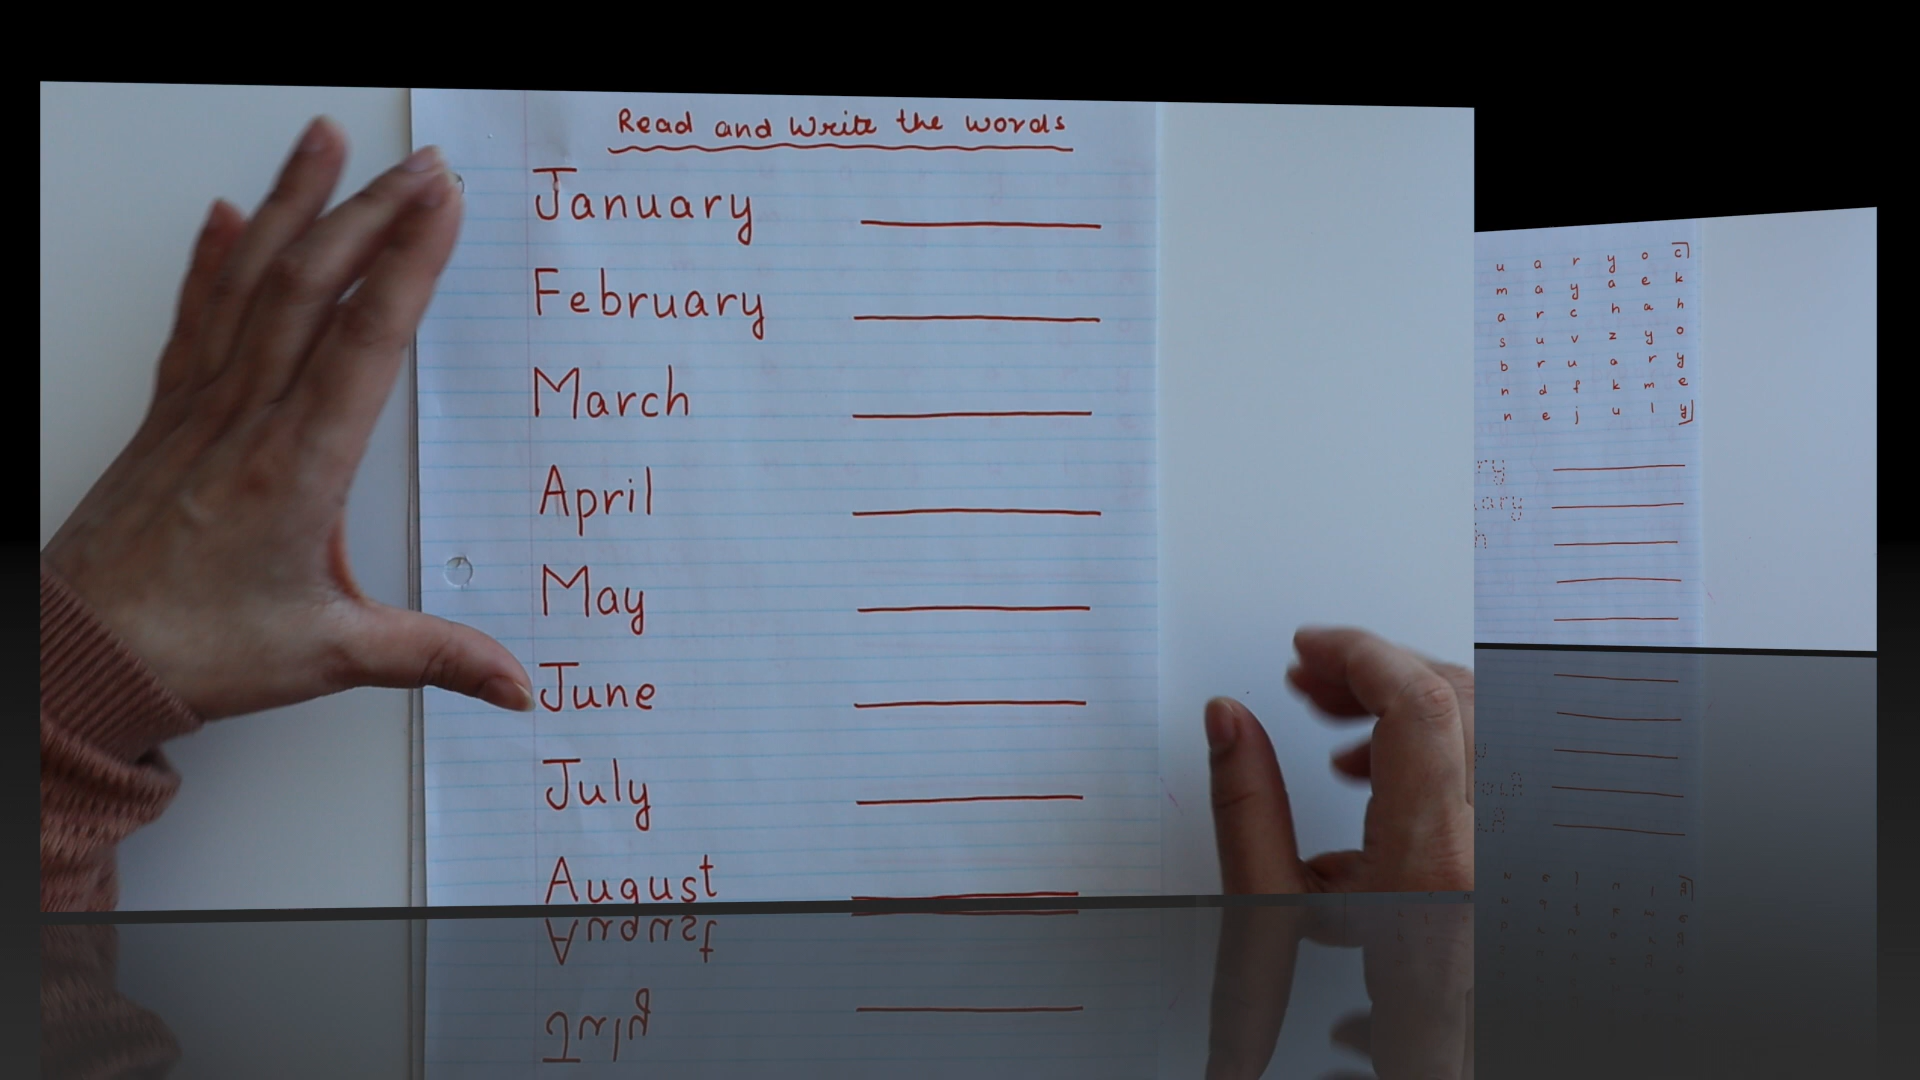 Read and Write the words
January
February
March
April
May
June
July
August
u a r y o c
m a y a e k
a r c h a h
s u v z y o
b r u a r y
n d f k m e
n e j u l y